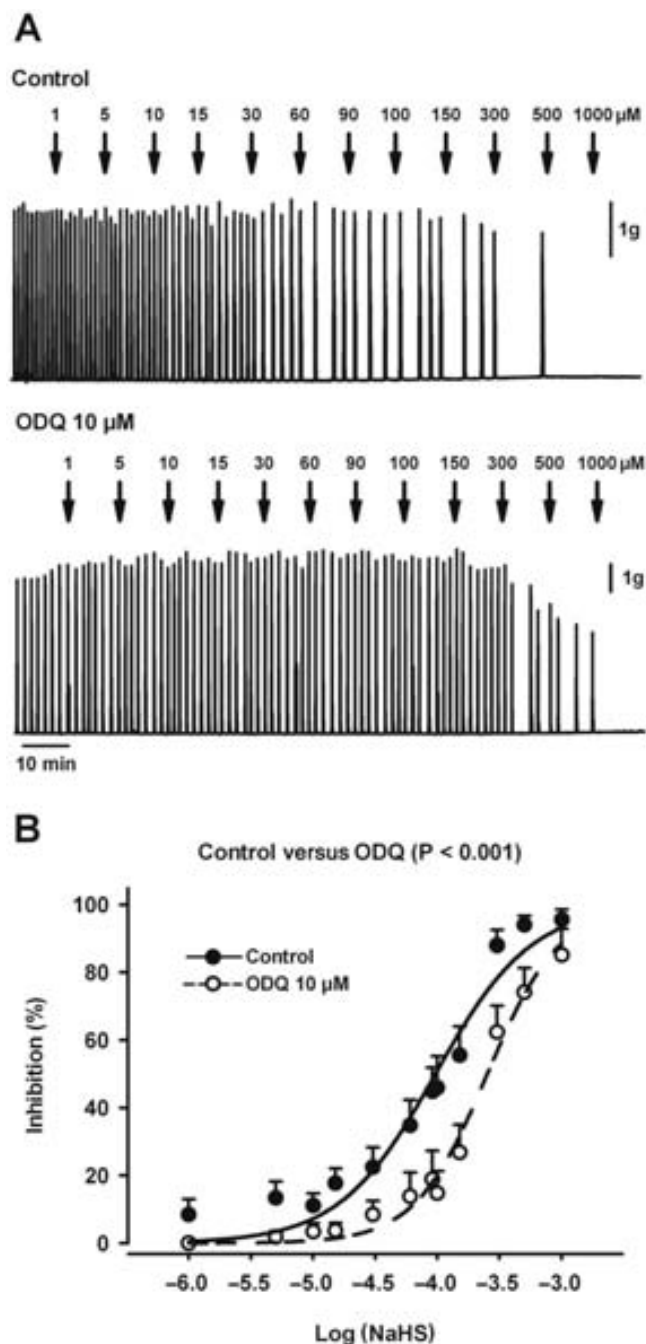 A
Control
1 5 10 15 30 60 90 100 150 300 500 1000 µM
1g
ODQ 10 µM
1 5 10 15 30 60 90 100 150 300 500 1000 µM
1g
10 min
B
Control versus ODQ (P < 0.001)
100
80
60
40
20
0
Inhibition (%)
Control
ODQ 10 µM
–6.0 –5.5 –5.0 –4.5 –4.0 –3.5 –3.0
Log (NaHS)